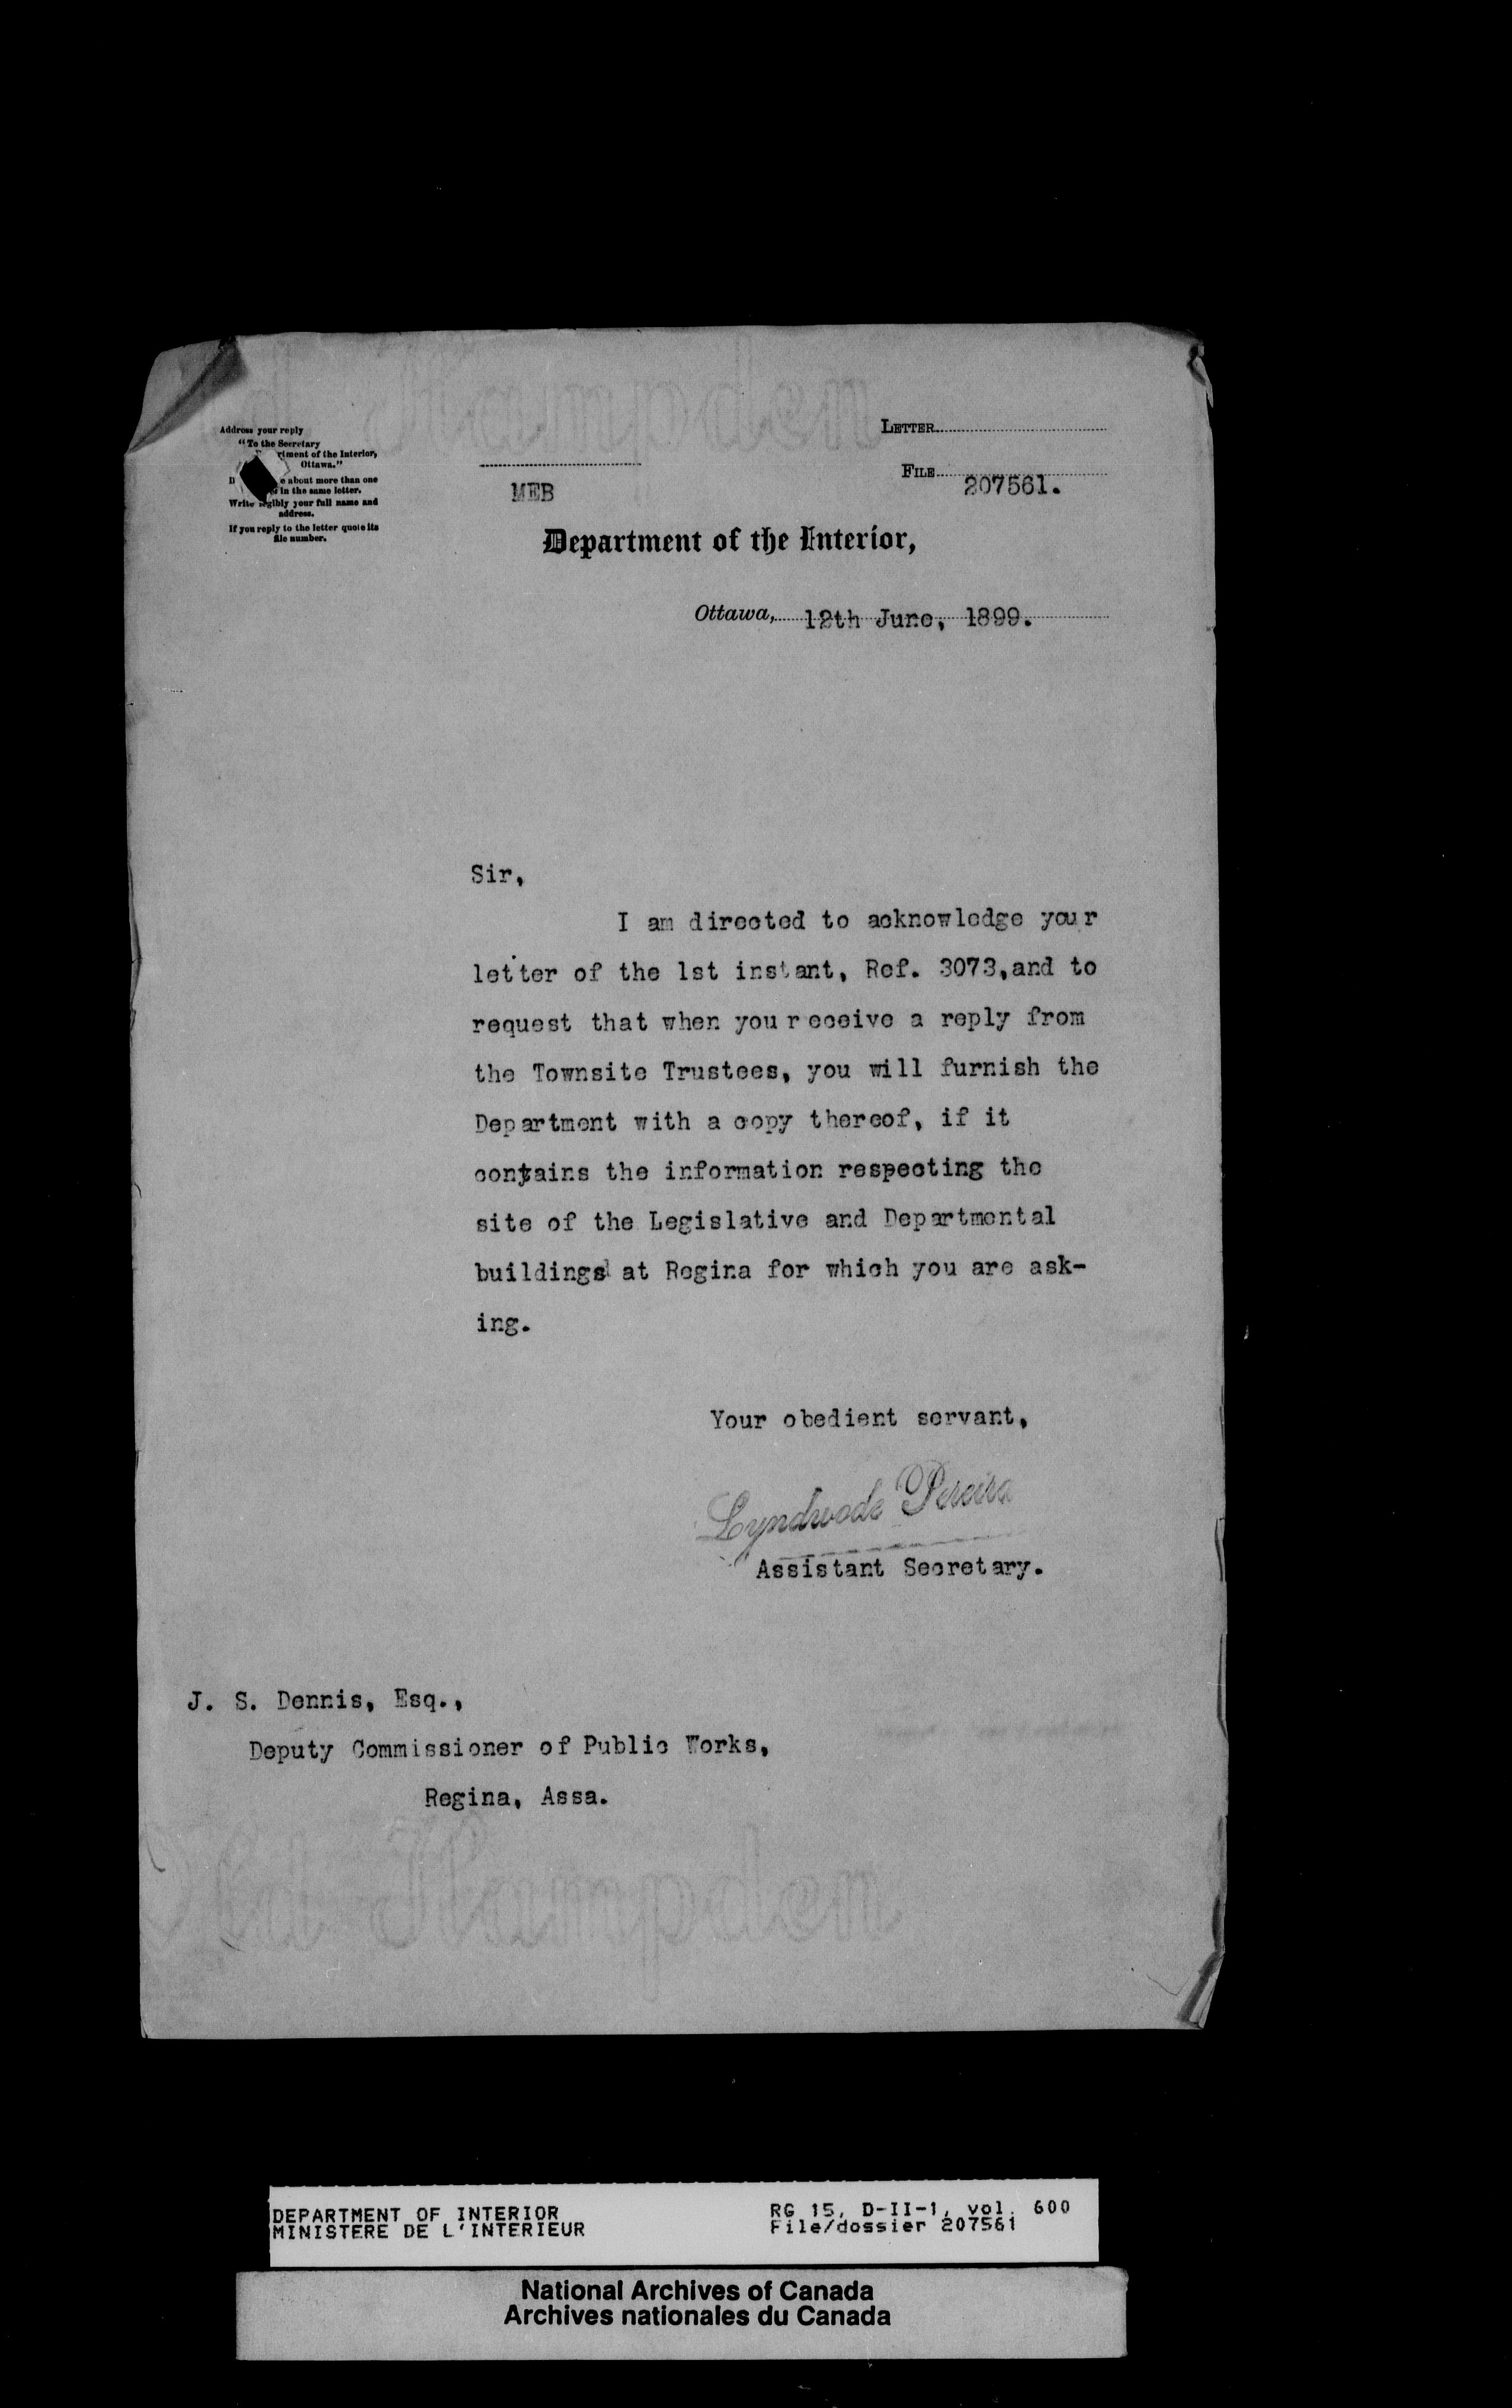 Address your reply
"To the Secretary
rtment of the Interior,
Ottawa."
e about more than one
in the same letter.
Write legibly your full name and
address.
If you reply to the letter quote its
file number.
LETTER
FILE 207561.
MEB
Department of the Interior,
Ottawa, 12th June, 1899.
Sir,
I am directed to acknowledge your
letter of the 1st instant, Ref. 3073, and to
request that when you receive a reply from
the Townsite Trustees, you will furnish the
Department with a copy thereof, if it
contains the information respecting the
site of the Legislative and Departmental
buildings at Regina for which you are ask-
ing.
Your obedient servant,
Lyndwode Pereira
Assistant Secretary.
J. S. Dennis, Esq.,
Deputy Commissioner of Public Works,
Regina, Assa.
Old Hampden
DEPARTMENT OF INTERIOR
MINISTERE DE L'INTERIEUR
RG 15, D-II-1, vol. 600
File/dossier 207561
National Archives of Canada
Archives nationales du Canada